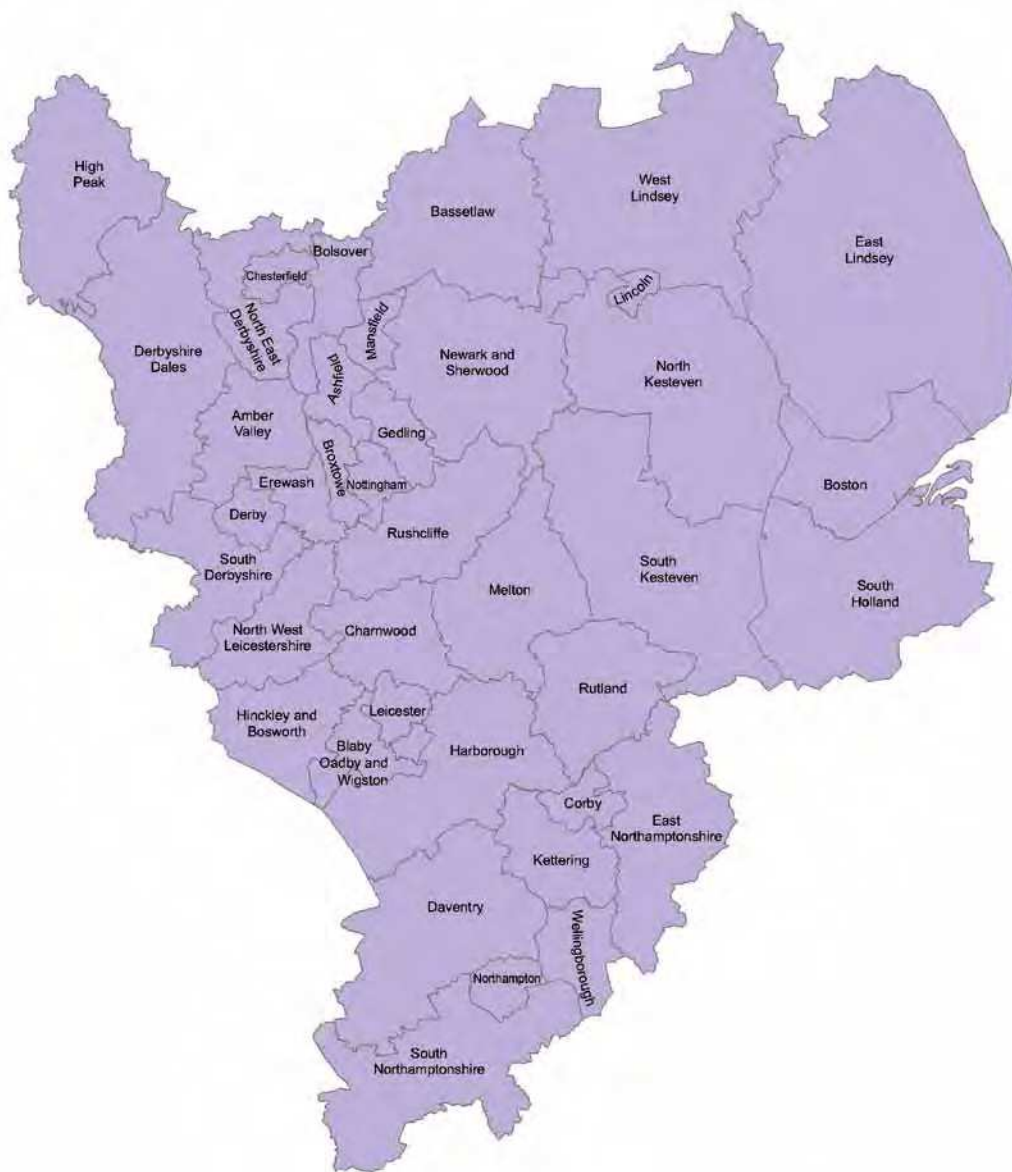 High
Peak
West
Lindsey
Bassetlaw
East
Lindsey
Bolsover
Chesterfield
Lincoln
Mansfield
North East
Derbyshire
Ashfield
Derbyshire
Dales
Newark and
Sherwood
North
Kesteven
Amber
Valley
Gedling
Broxtowe
Erewash
Nottingham
Boston
Derby
Rushcliffe
South
Derbyshire
South
Kesteven
Melton
South
Holland
North West
Leicestershire
Charnwood
Rutland
Leicester
Hinckley and
Bosworth
Blaby
Oadby and
Wigston
Harborough
Corby
East
Northamptonshire
Kettering
Daventry
Wellingborough
Northampton
South
Northamptonshire